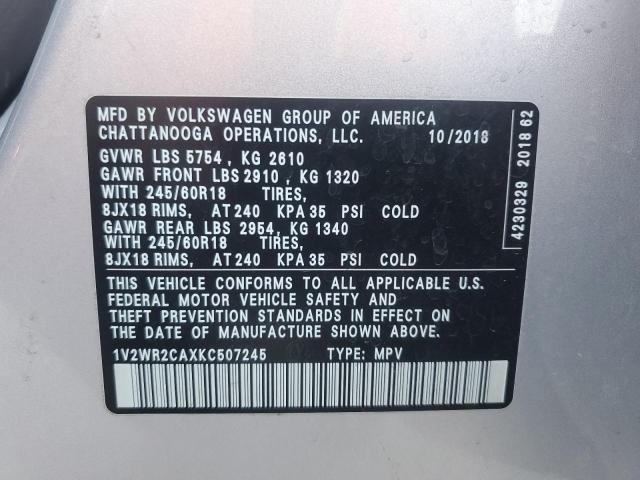 MFD BY VOLKSWAGEN GROUP OF AMERICA
CHATTANOOGA OPERATIONS, LLC. 10/2018
GVWR LBS 5754 , KG 2610
GAWR FRONT LBS 2910 , KG 1320
WITH 245/60R18 TIRES,
8JX18 RIMS, AT 240 KPA 35 PSI COLD
GAWR REAR LBS 2954, KG 1340
WITH 245/60R18 TIRES,
8JX18 RIMS, AT 240 KPA 35 PSI COLD
THIS VEHICLE CONFORMS TO ALL APPLICABLE U.S.
FEDERAL MOTOR VEHICLE SAFETY AND
THEFT PREVENTION STANDARDS IN EFFECT ON
THE DATE OF MANUFACTURE SHOWN ABOVE.
1V2WR2CAXKC507245 TYPE: MPV
4230329 2018 62